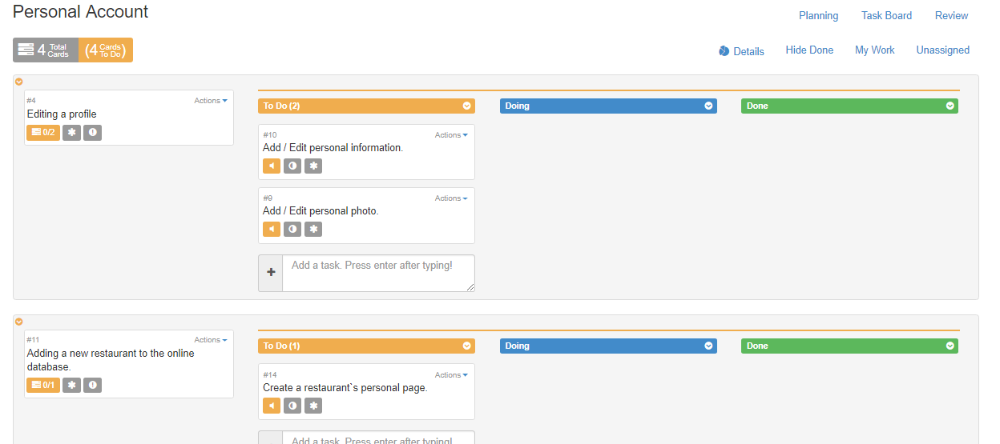 Personal Account
Planning Task Board Review
4 Total Cards (4 Cards To Do)
Details Hide Done My Work Unassigned
#4 Actions
Editing a profile
0/2
To Do (2) Doing Done
#10 Actions
Add / Edit personal information.
#9 Actions
Add / Edit personal photo.
+ Add a task. Press enter after typing!
#11 Actions
Adding a new restaurant to the online
database.
0/1
To Do (1) Doing Done
#14 Actions
Create a restaurant`s personal page.
Add a task. Press enter after typing!